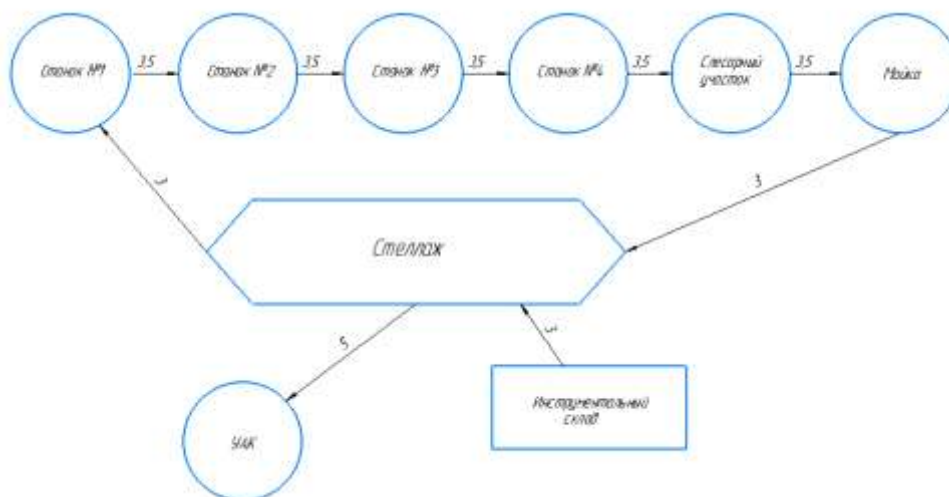 Станок №1
3,5
Станок №2
3,5
Станок №3
3,5
Станок №4
3,5
Слесарный
участок
3,5
Мойка
3
3
Стеллаж
5
3
Инструментальный
склад
УЛК